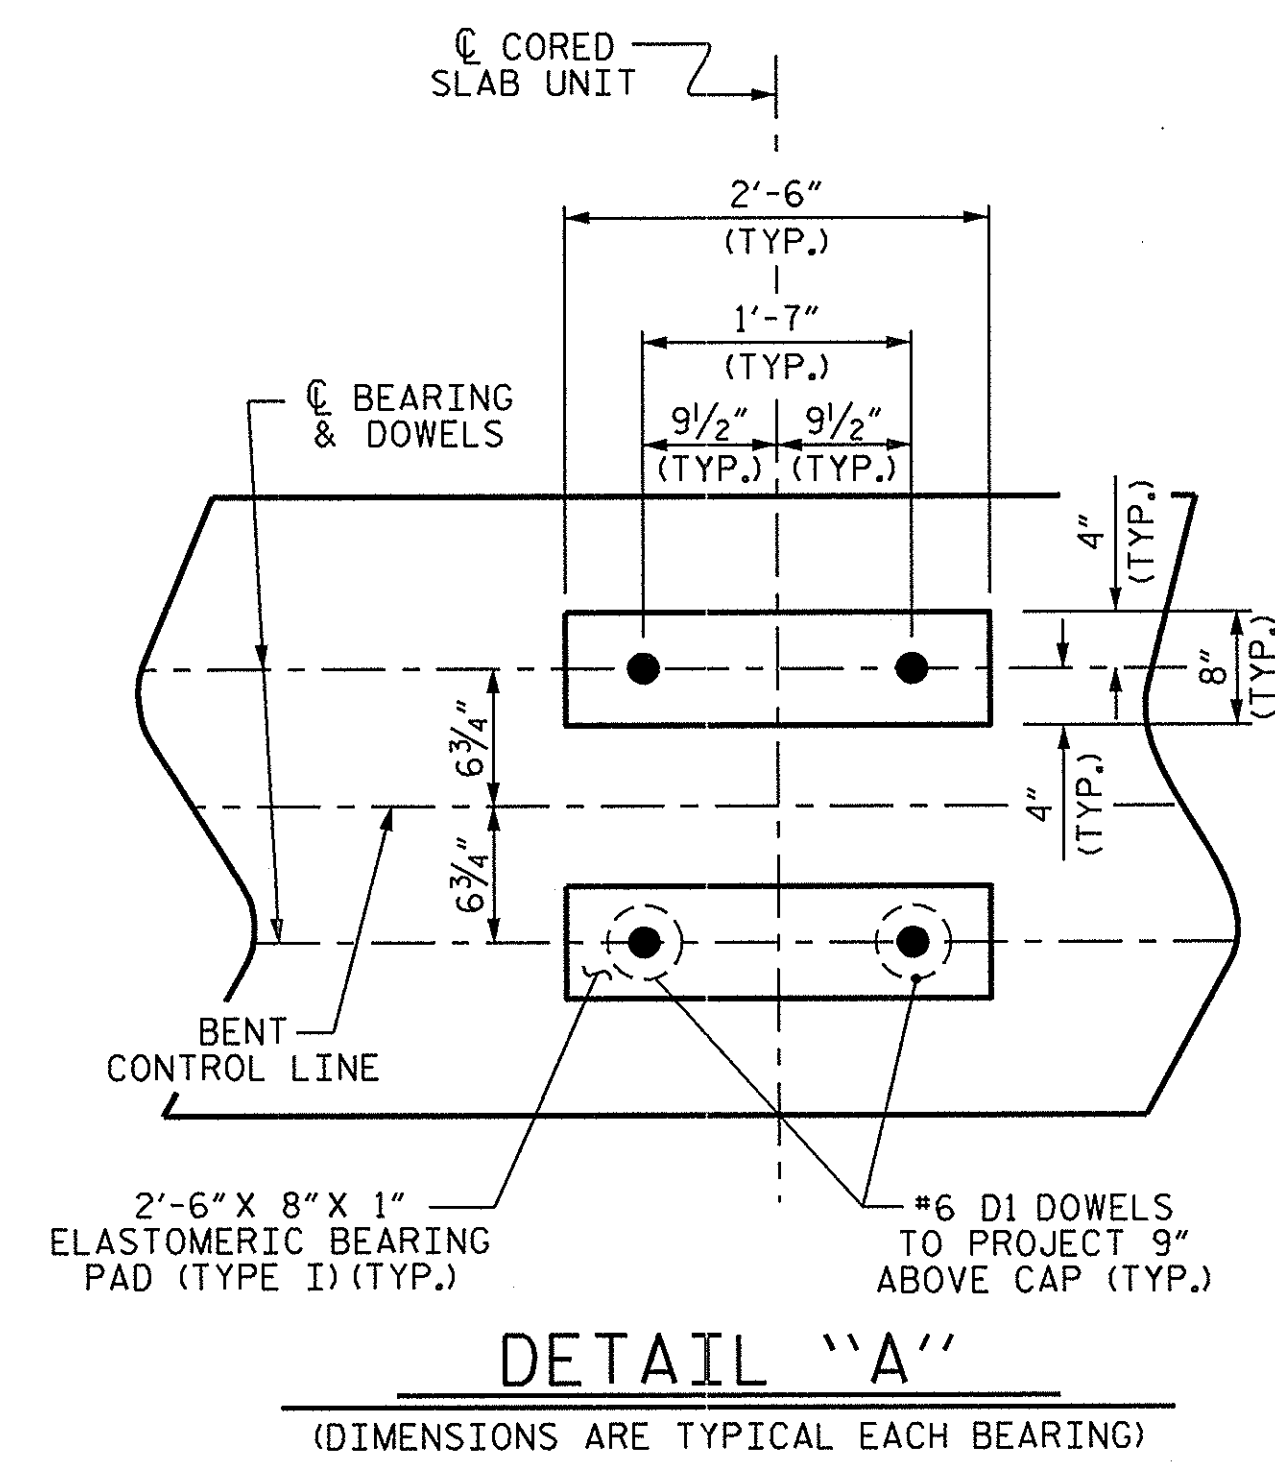 ℄ CORED
SLAB UNIT
2'-6"
(TYP.)
1'-7"
(TYP.)
9½" 9½"
(TYP.) (TYP.)
℄ BEARING
& DOWELS
4"
(TYP.)
8"
(TYP.)
6¾"
4"
(TYP.)
6¾"
BENT
CONTROL LINE
2'-6" X 8" X 1"
ELASTOMERIC BEARING
PAD (TYPE I) (TYP.)
#6 D1 DOWELS
TO PROJECT 9"
ABOVE CAP (TYP.)
DETAIL "A"
(DIMENSIONS ARE TYPICAL EACH BEARING)